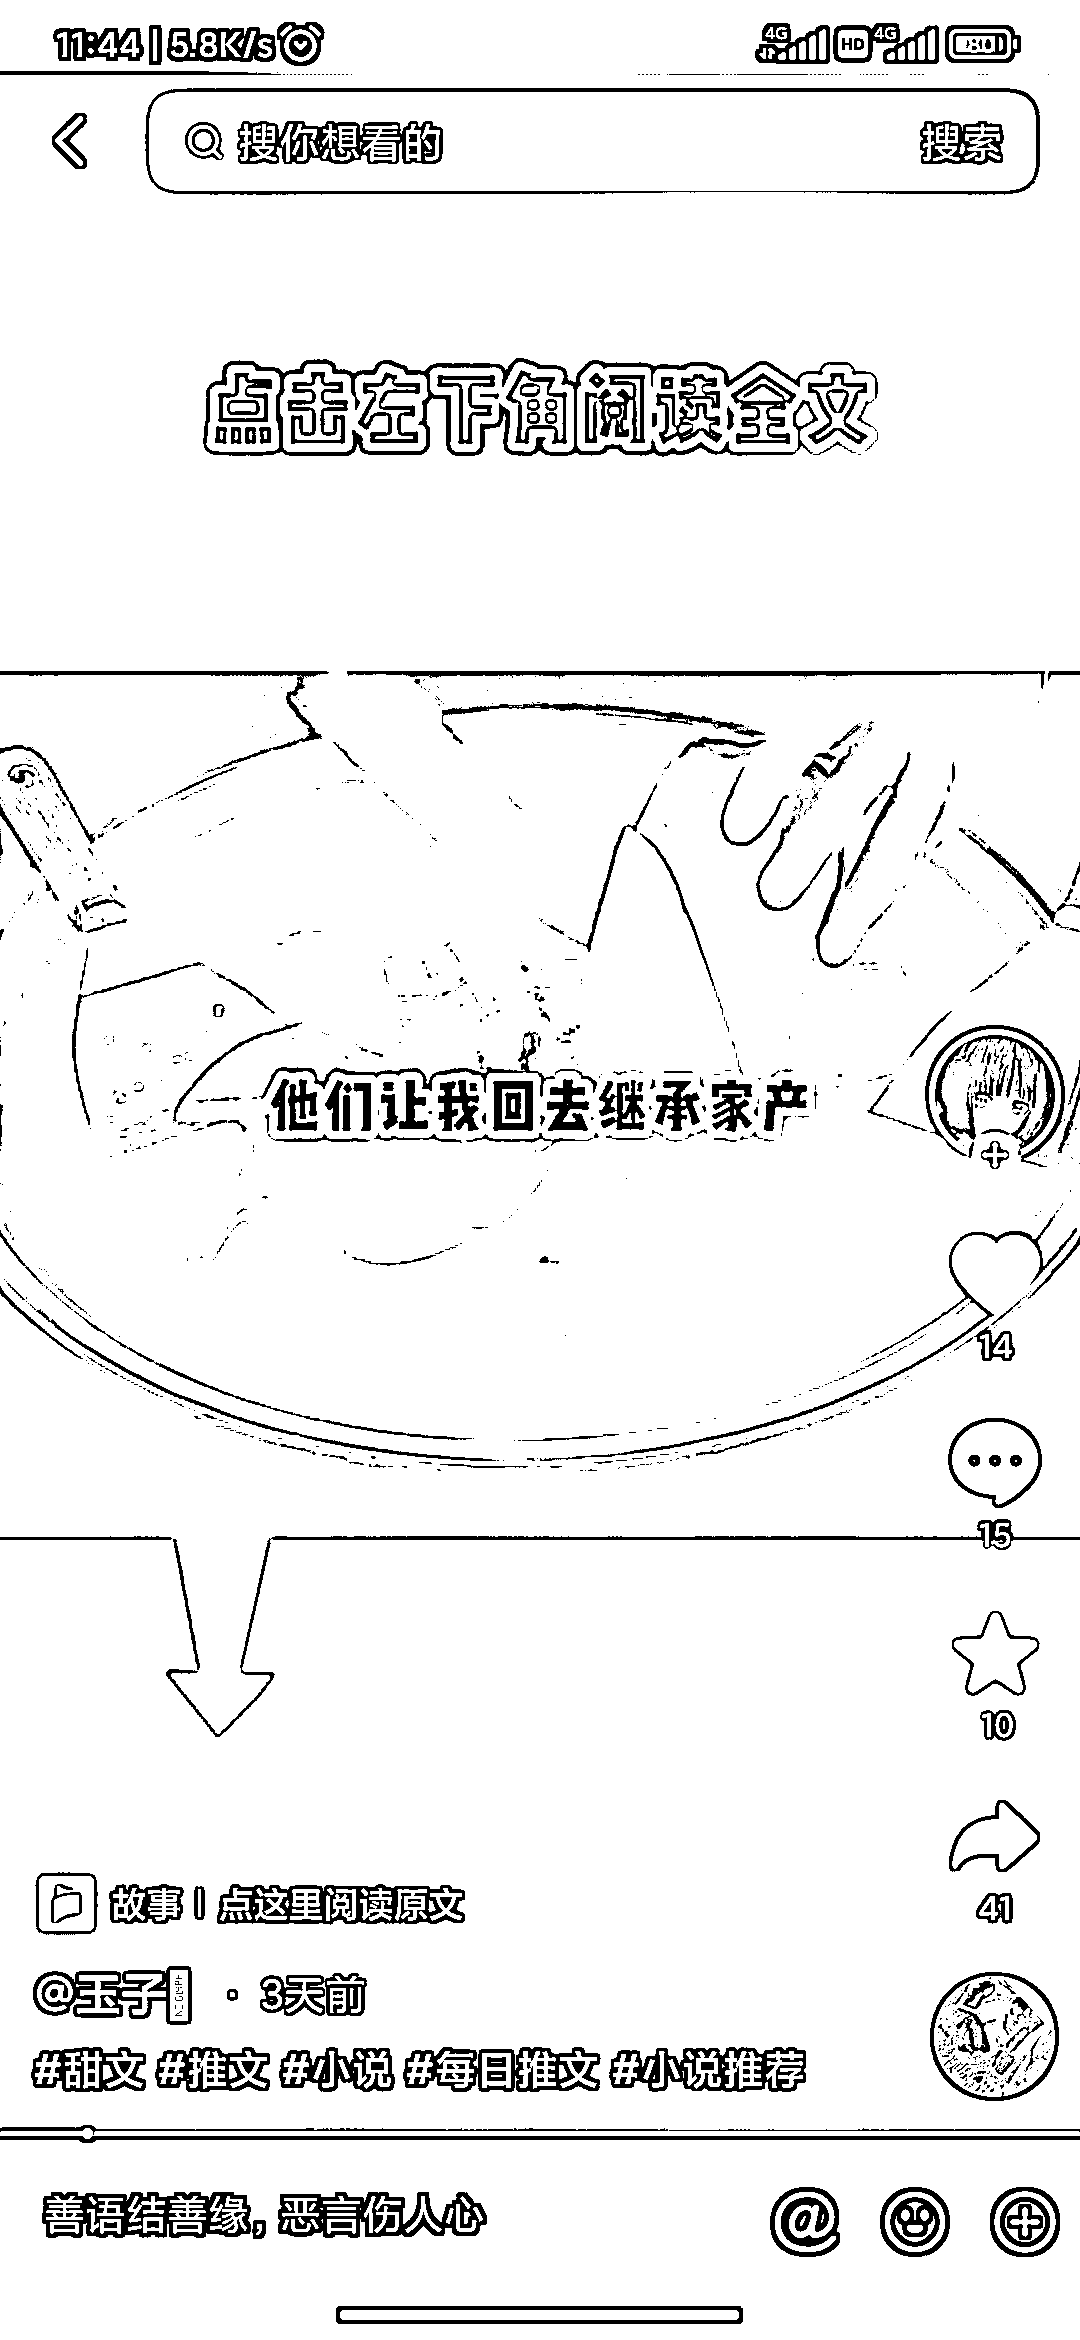 11:44 | 5.8K/s 4G HD 4G
搜你想看的 搜索
点击左下角阅读全文
他们让我回去继承家产
14
15
10
41
故事 | 点这里阅读原文
@玉子 · 3天前
#甜文 #推文 #小说 #每日推文 #小说推荐
善语结善缘，恶言伤人心